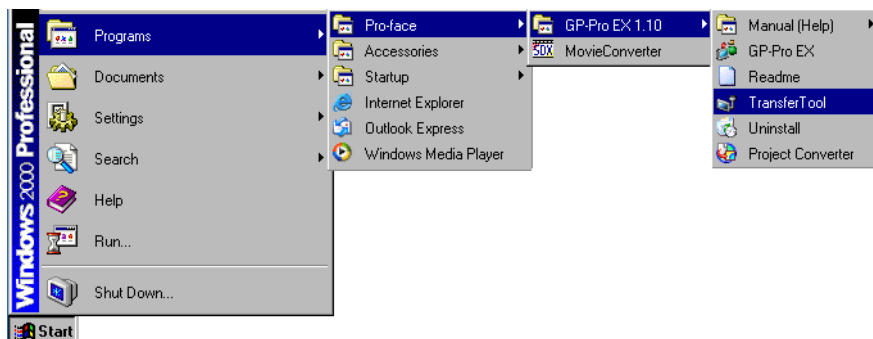 Windows 2000 Professional
Programs
Documents
Settings
Search
Help
Run...
Shut Down...
Start
Pro-face
Accessories
Startup
Internet Explorer
Outlook Express
Windows Media Player
GP-Pro EX 1.10
SDX MovieConverter
Manual (Help)
GP-Pro EX
Readme
TransferTool
Uninstall
Project Converter